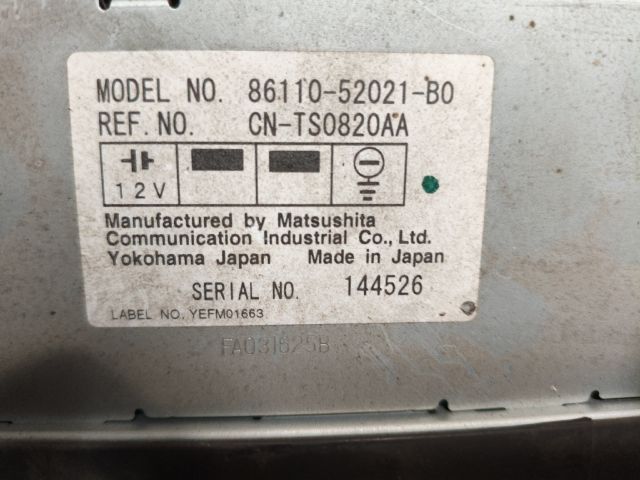 MODEL NO. 86110-52021-B0
REF. NO. CN-TS0820AA
12V
Manufactured by Matsushita
Communication Industrial Co., Ltd.
Yokohama Japan Made in Japan
SERIAL NO. 144526
LABEL NO. YEFM01663
FA031625B